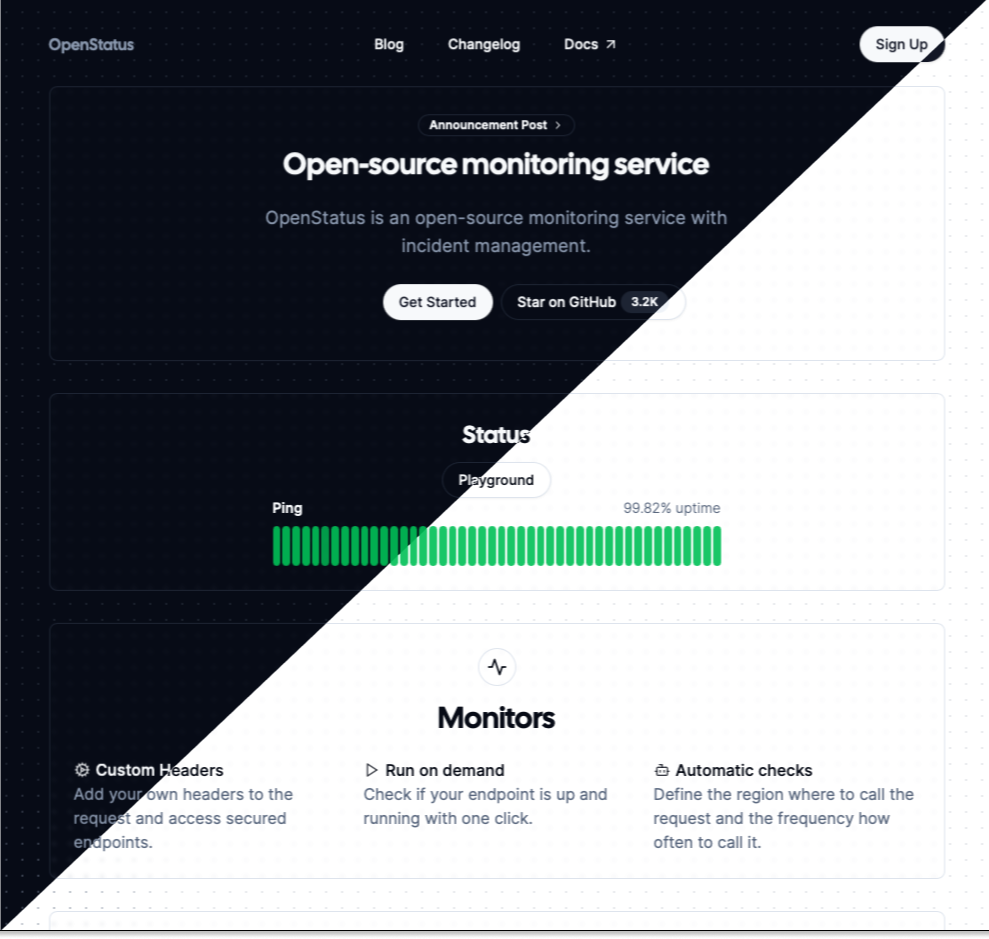 OpenStatus
Blog
Changelog
Docs
Sign Up
Announcement Post
Open-source monitoring service
OpenStatus is an open-source monitoring service with
incident management.
Get Started
Star on GitHub 3.2K
Status
Playground
Ping
99.82% uptime
Monitors
Custom Headers
Add your own headers to the
request and access secured
endpoints.
Run on demand
Check if your endpoint is up and
running with one click.
Automatic checks
Define the region where to call the
request and the frequency how
often to call it.